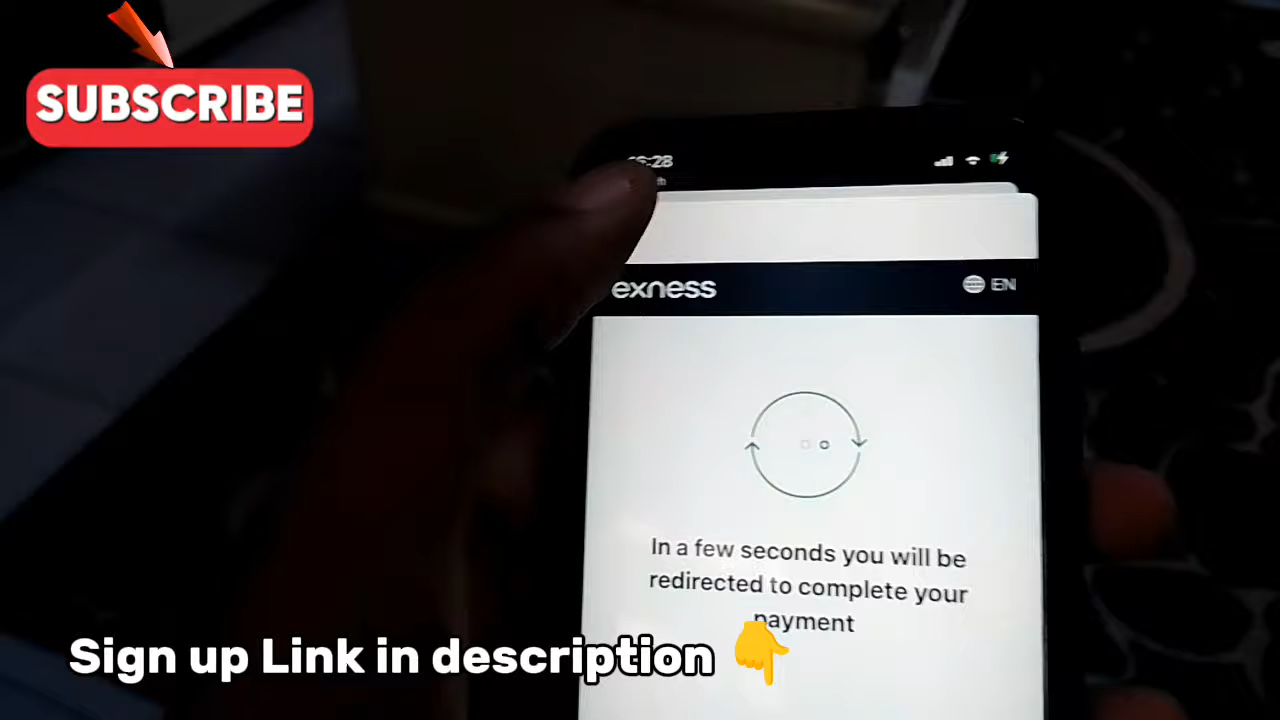 SUBSCRIBE
exness
EN
In a few seconds you will be
redirected to complete your
payment
Sign up Link in description